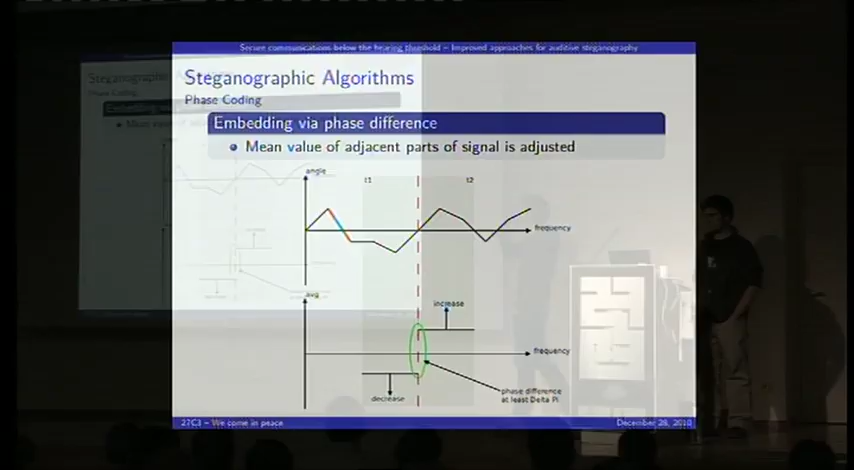 Secure communications below the hearing threshold – Improved approaches for auditive steganography
Steganographic Algorithms
Phase Coding
Embedding via phase difference
Mean value of adjacent parts of signal is adjusted
angle
t1
t2
frequency
avg
increase
frequency
decrease
phase difference
at least Delta Pi
27C3 – We come in peace
December 28, 2010